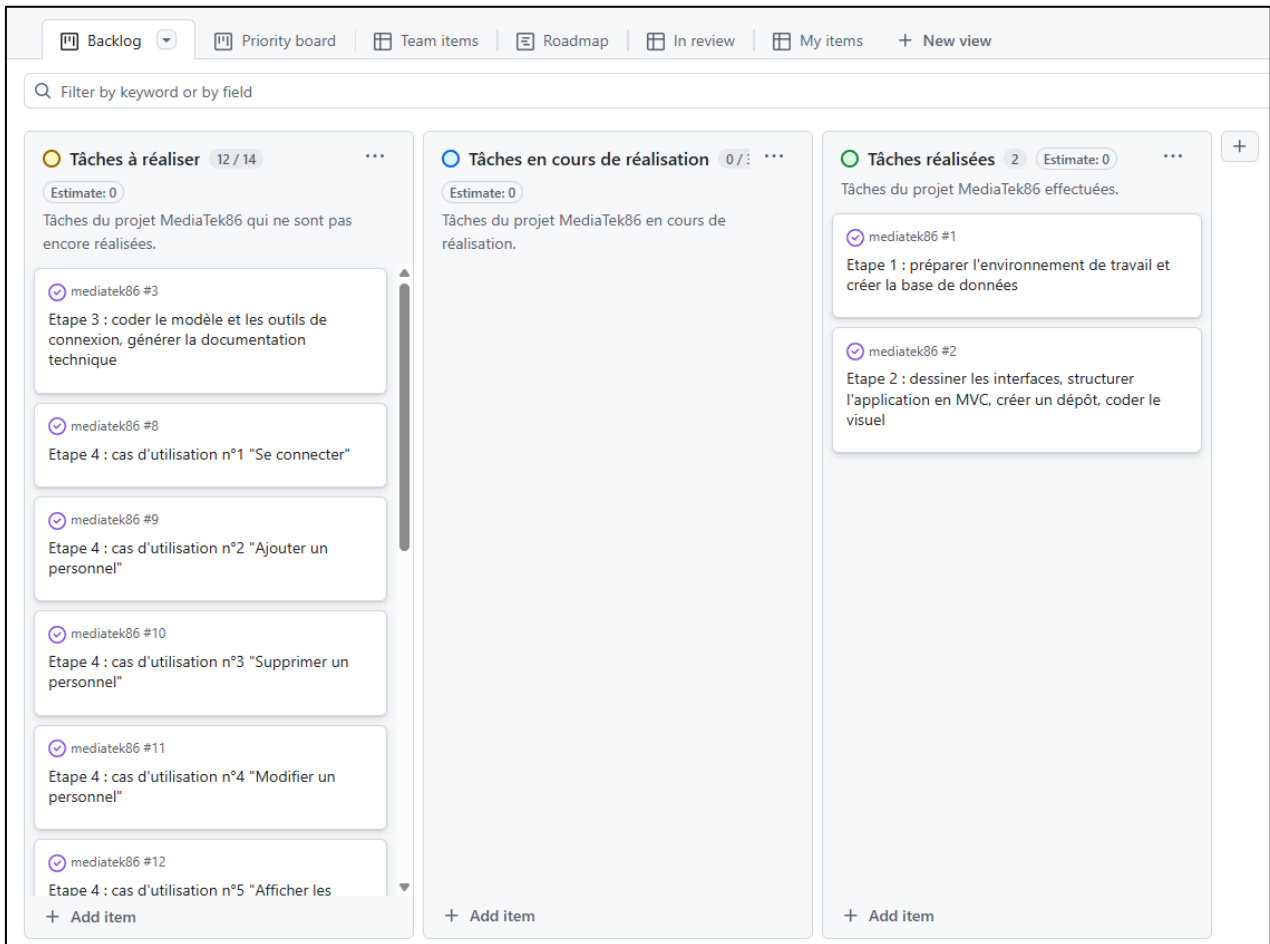 Backlog
Priority board
Team items
Roadmap
In review
My items
+ New view
Filter by keyword or by field
Tâches à réaliser 12 / 14
Estimate: 0
Tâches du projet MediaTek86 qui ne sont pas
encore réalisées.
mediatek86 #3
Etape 3 : coder le modèle et les outils de
connexion, générer la documentation
technique
mediatek86 #8
Etape 4 : cas d'utilisation n°1 "Se connecter"
mediatek86 #9
Etape 4 : cas d'utilisation n°2 "Ajouter un
personnel"
mediatek86 #10
Etape 4 : cas d'utilisation n°3 "Supprimer un
personnel"
mediatek86 #11
Etape 4 : cas d'utilisation n°4 "Modifier un
personnel"
mediatek86 #12
Etape 4 : cas d'utilisation n°5 "Afficher les
+ Add item
Tâches en cours de réalisation 0 /
Estimate: 0
Tâches du projet MediaTek86 en cours de
réalisation.
+ Add item
Tâches réalisées 2 Estimate: 0
Tâches du projet MediaTek86 effectuées.
mediatek86 #1
Etape 1 : préparer l'environnement de travail et
créer la base de données
mediatek86 #2
Etape 2 : dessiner les interfaces, structurer
l'application en MVC, créer un dépôt, coder le
visuel
+ Add item
+